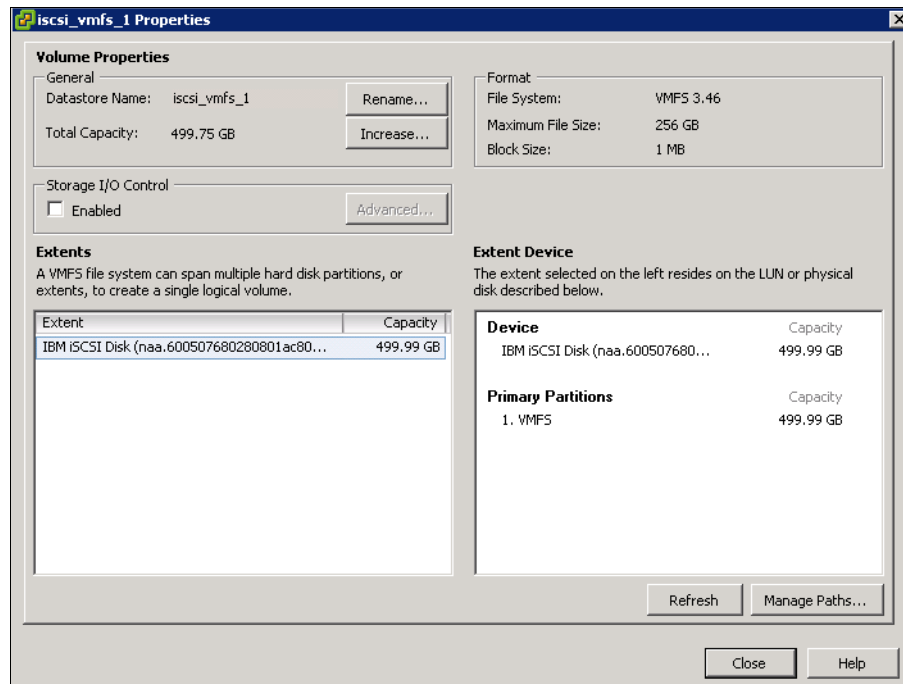 iscsi_vmfs_1 Properties
Volume Properties
General
Datastore Name: iscsi_vmfs_1 Rename...
Total Capacity: 499.75 GB Increase...
Format
File System: VMFS 3.46
Maximum File Size: 256 GB
Block Size: 1 MB
Storage I/O Control
Enabled Advanced...
Extents
A VMFS file system can span multiple hard disk partitions, or
extents, to create a single logical volume.
Extent Capacity
IBM iSCSI Disk (naa.600507680280801ac80... 499.99 GB
Extent Device
The extent selected on the left resides on the LUN or physical
disk described below.
Device Capacity
IBM iSCSI Disk (naa.600507680... 499.99 GB
Primary Partitions Capacity
1. VMFS 499.99 GB
Refresh Manage Paths...
Close Help